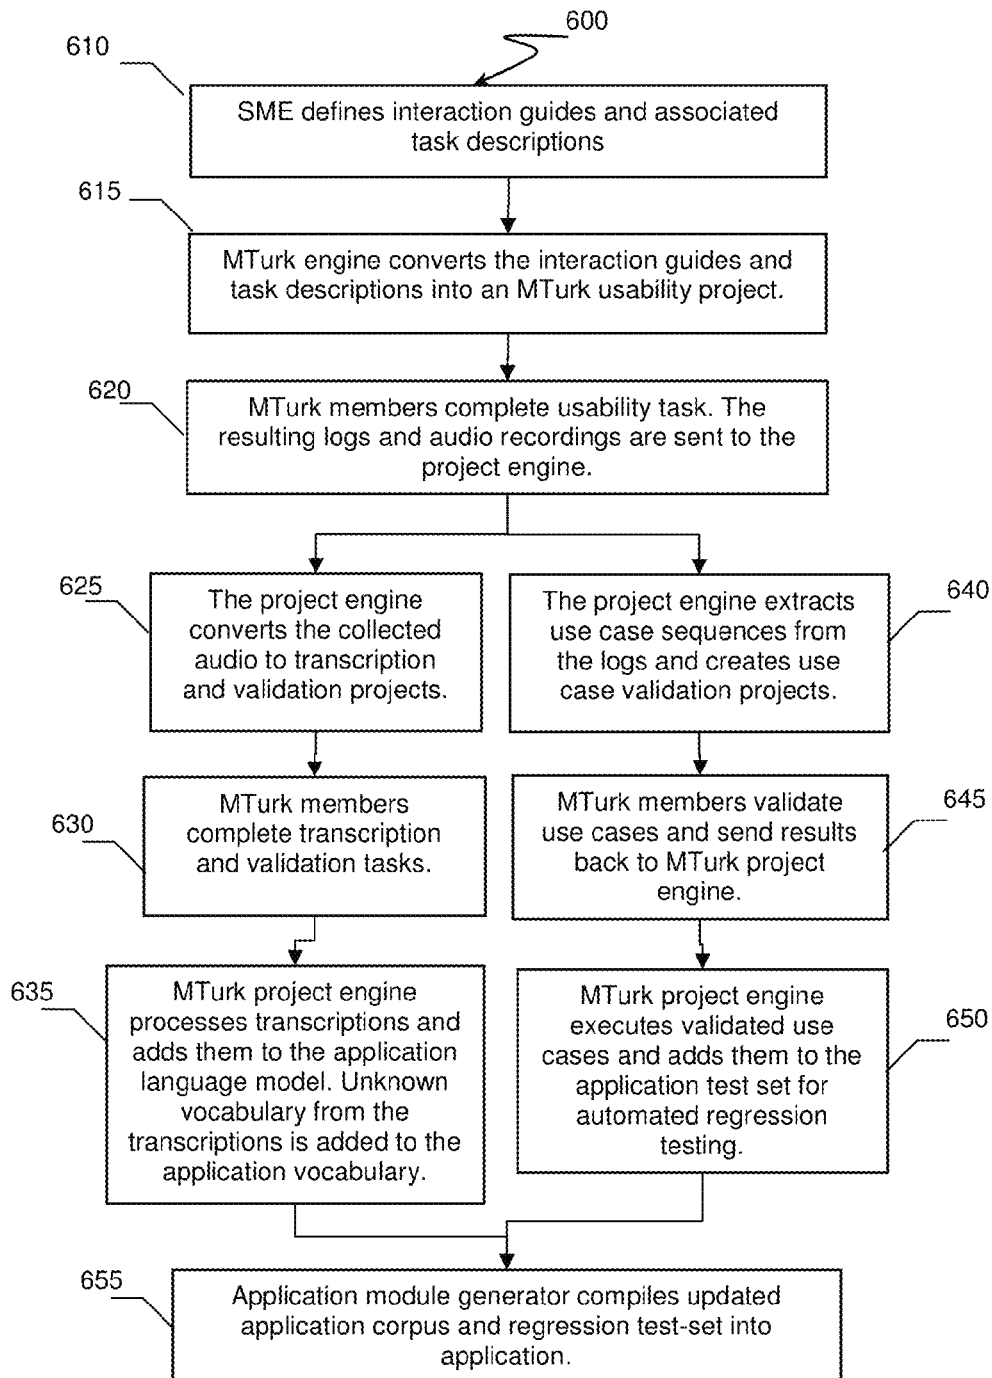 600
610
SME defines interaction guides and associated
task descriptions
615
MTurk engine converts the interaction guides and
task descriptions into an MTurk usability project.
620
MTurk members complete usability task. The
resulting logs and audio recordings are sent to the
project engine.
625
The project engine
converts the collected
audio to transcription
and validation projects.
640
The project engine extracts
use case sequences from
the logs and creates use
case validation projects.
630
MTurk members
complete transcription
and validation tasks.
645
MTurk members validate
use cases and send results
back to MTurk project
engine.
635
MTurk project engine
processes transcriptions and
adds them to the application
language model. Unknown
vocabulary from the
transcriptions is added to the
application vocabulary.
650
MTurk project engine
executes validated use
cases and adds them to the
application test set for
automated regression
testing.
655
Application module generator compiles updated
application corpus and regression test-set into
application.